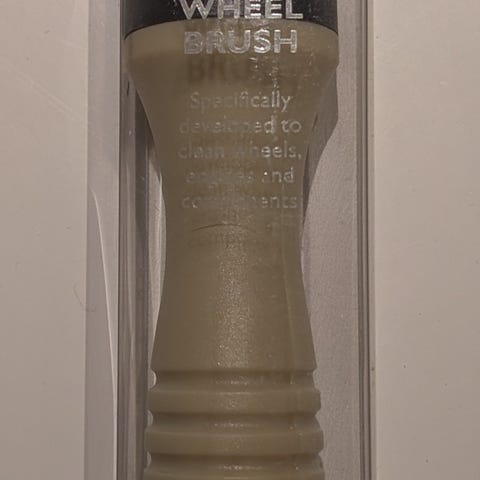 WHEEL
BRUSH
Specifically
developed to
clean wheels,
engines and
components